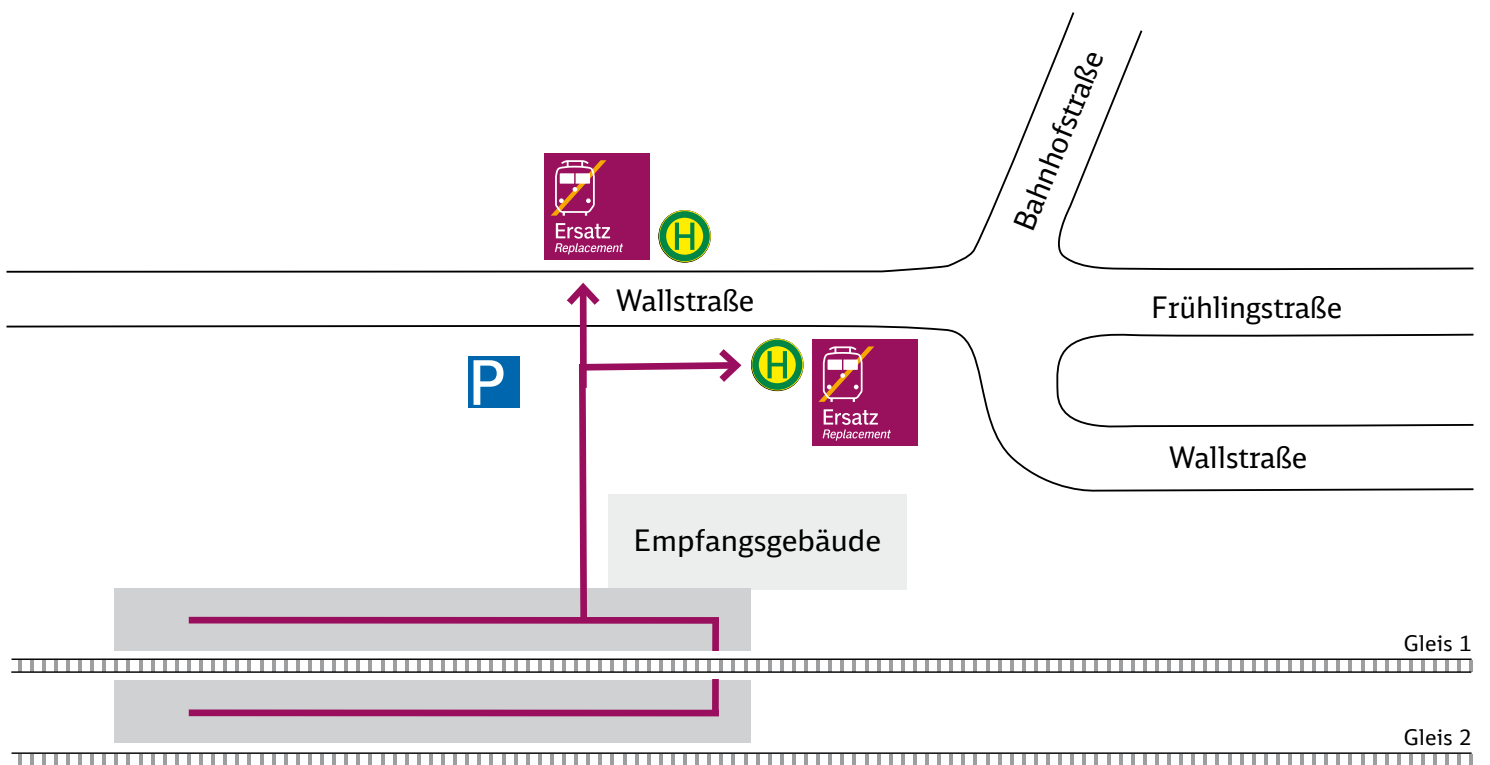 Bahnhofstraße
Ersatz
Replacement
H
Wallstraße
Frühlingstraße
P
H
Ersatz
Replacement
Wallstraße
Empfangsgebäude
Gleis 1
Gleis 2